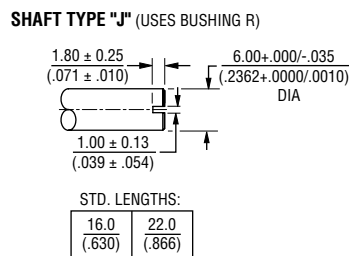 SHAFT TYPE "J" (USES BUSHING R)
1.80 ± 0.25
(.071 ± .010)
6.00+.000/-.035
(.2362+.0000/.0010)
DIA
1.00 ± 0.13
(.039 ± .054)
STD. LENGTHS:
16.0 22.0
(.630) (.866)